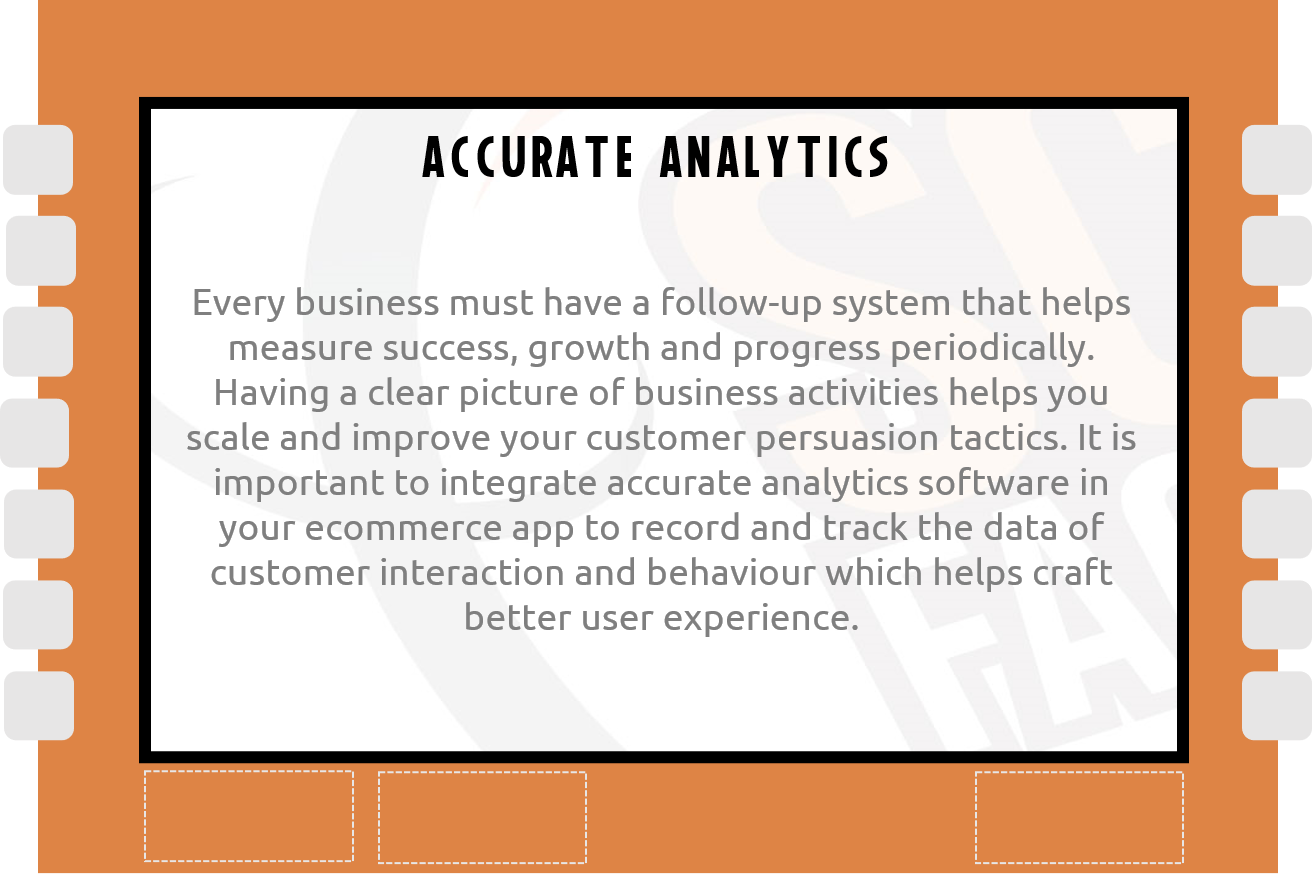 ACCURATE ANALYTICS
Every business must have a follow-up system that helps
measure success, growth and progress periodically.
Having a clear picture of business activities helps you
scale and improve your customer persuasion tactics. It is
important to integrate accurate analytics software in
your ecommerce app to record and track the data of
customer interaction and behaviour which helps craft
better user experience.